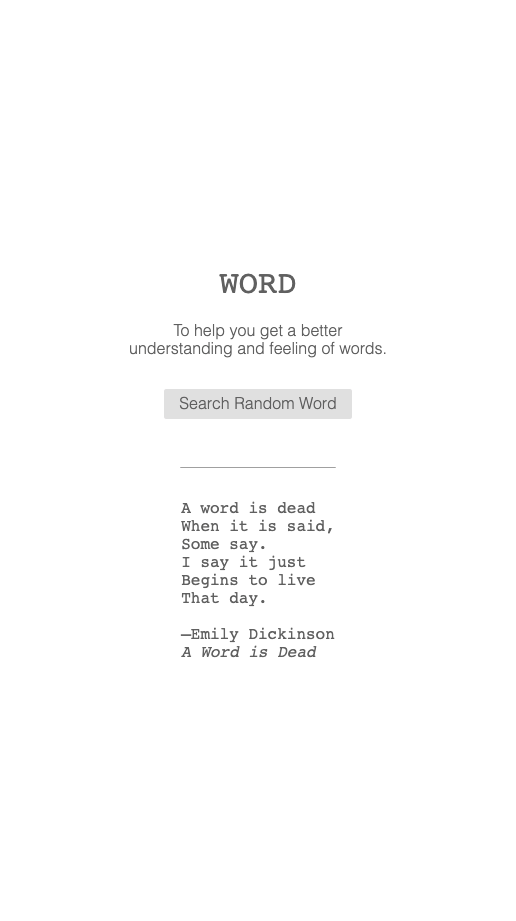 WORD
To help you get a better
understanding and feeling of words.
Search Random Word
A word is dead
When it is said,
Some say.
I say it just
Begins to live
That day.
—Emily Dickinson
A Word is Dead